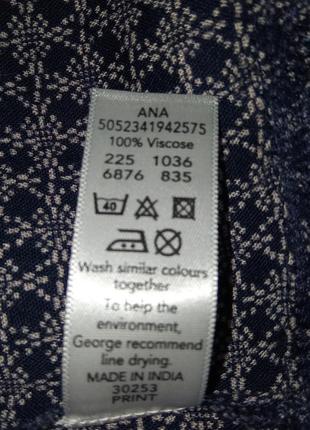 ANA
5052341942575
100% Viscose
225 1036
6876 835
40
Wash similar colours
together
To help the
environment,
George recommend
line drying.
MADE IN INDIA
30253
PRINT